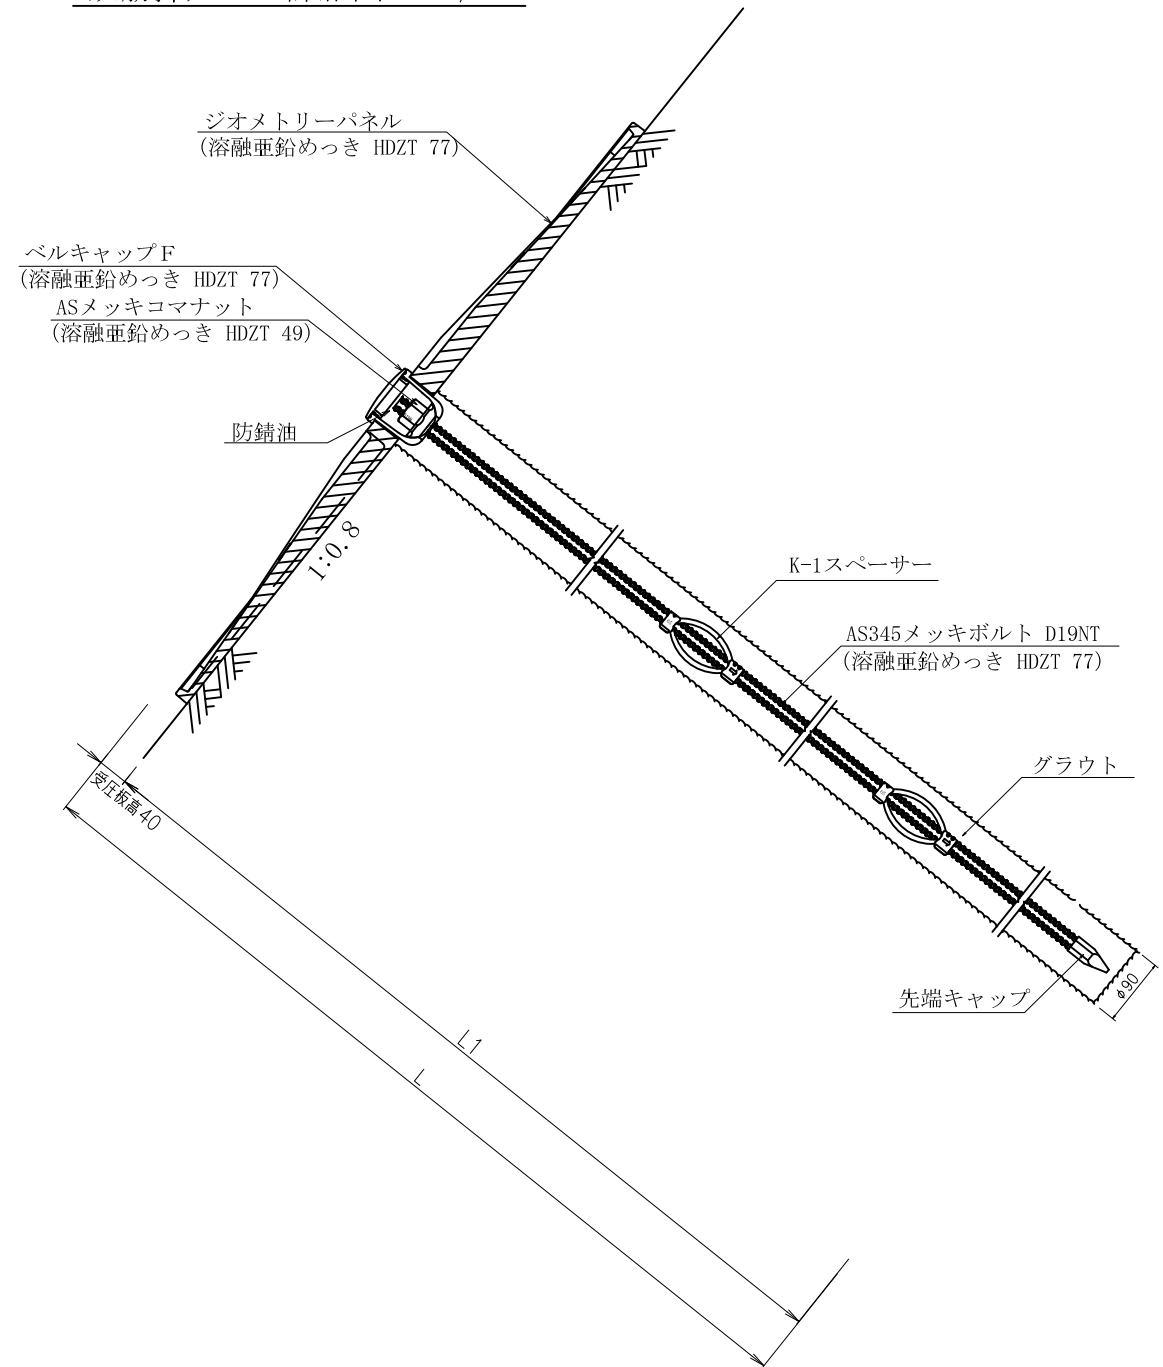 ジオメトリーパネル
(溶融亜鉛めっき HDZT 77)
ベルキャップF
(溶融亜鉛めっき HDZT 77)
ASメッキコマナット
(溶融亜鉛めっき HDZT 49)
防錆油
1:0.8
K-1スペーサー
AS345メッキボルト D19NT
(溶融亜鉛めっき HDZT 77)
グラウト
受圧板高40
先端キャップ
φ90
L1
L